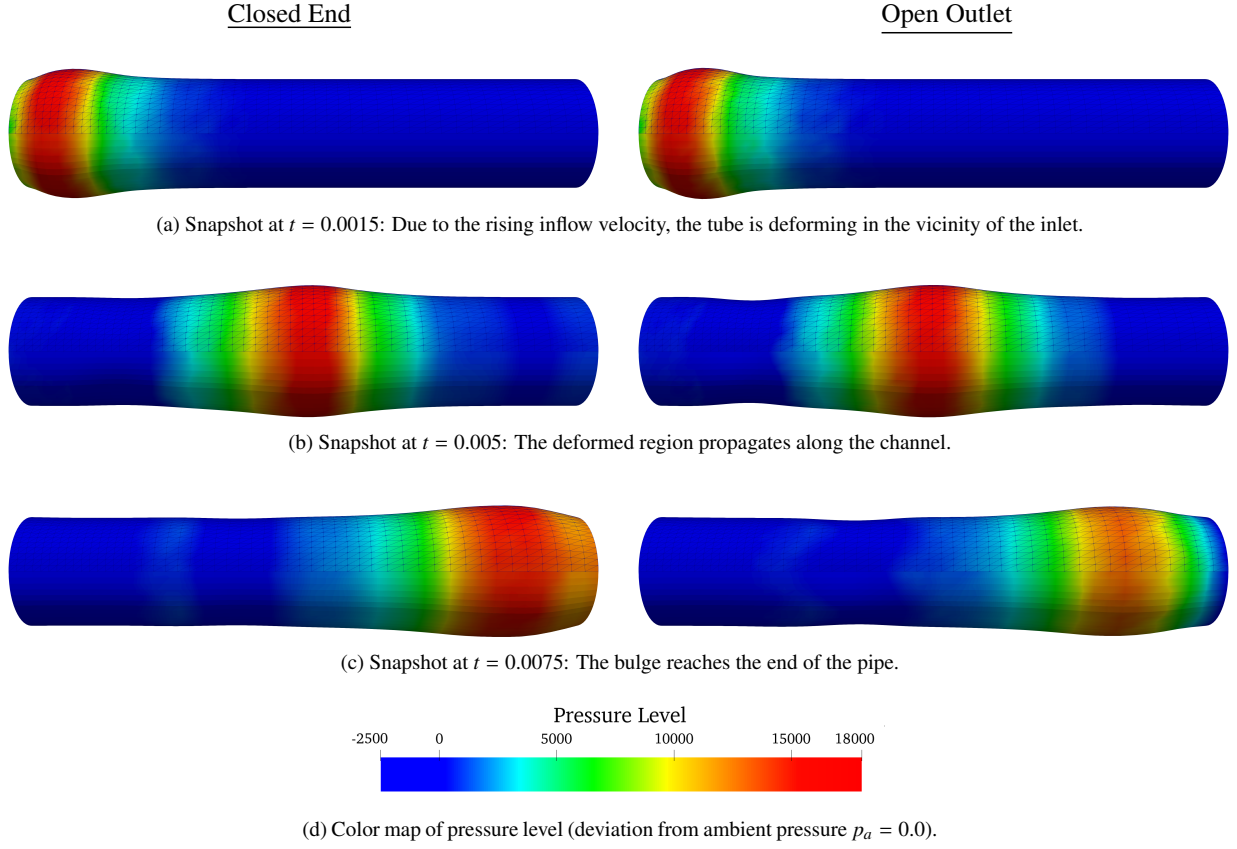 Closed End
Open Outlet
(a) Snapshot at t = 0.0015: Due to the rising inflow velocity, the tube is deforming in the vicinity of the inlet.
(b) Snapshot at t = 0.005: The deformed region propagates along the channel.
(c) Snapshot at t = 0.0075: The bulge reaches the end of the pipe.
Pressure Level
-2500 0 5000 10000 15000 18000
(d) Color map of pressure level (deviation from ambient pressure pₐ = 0.0).